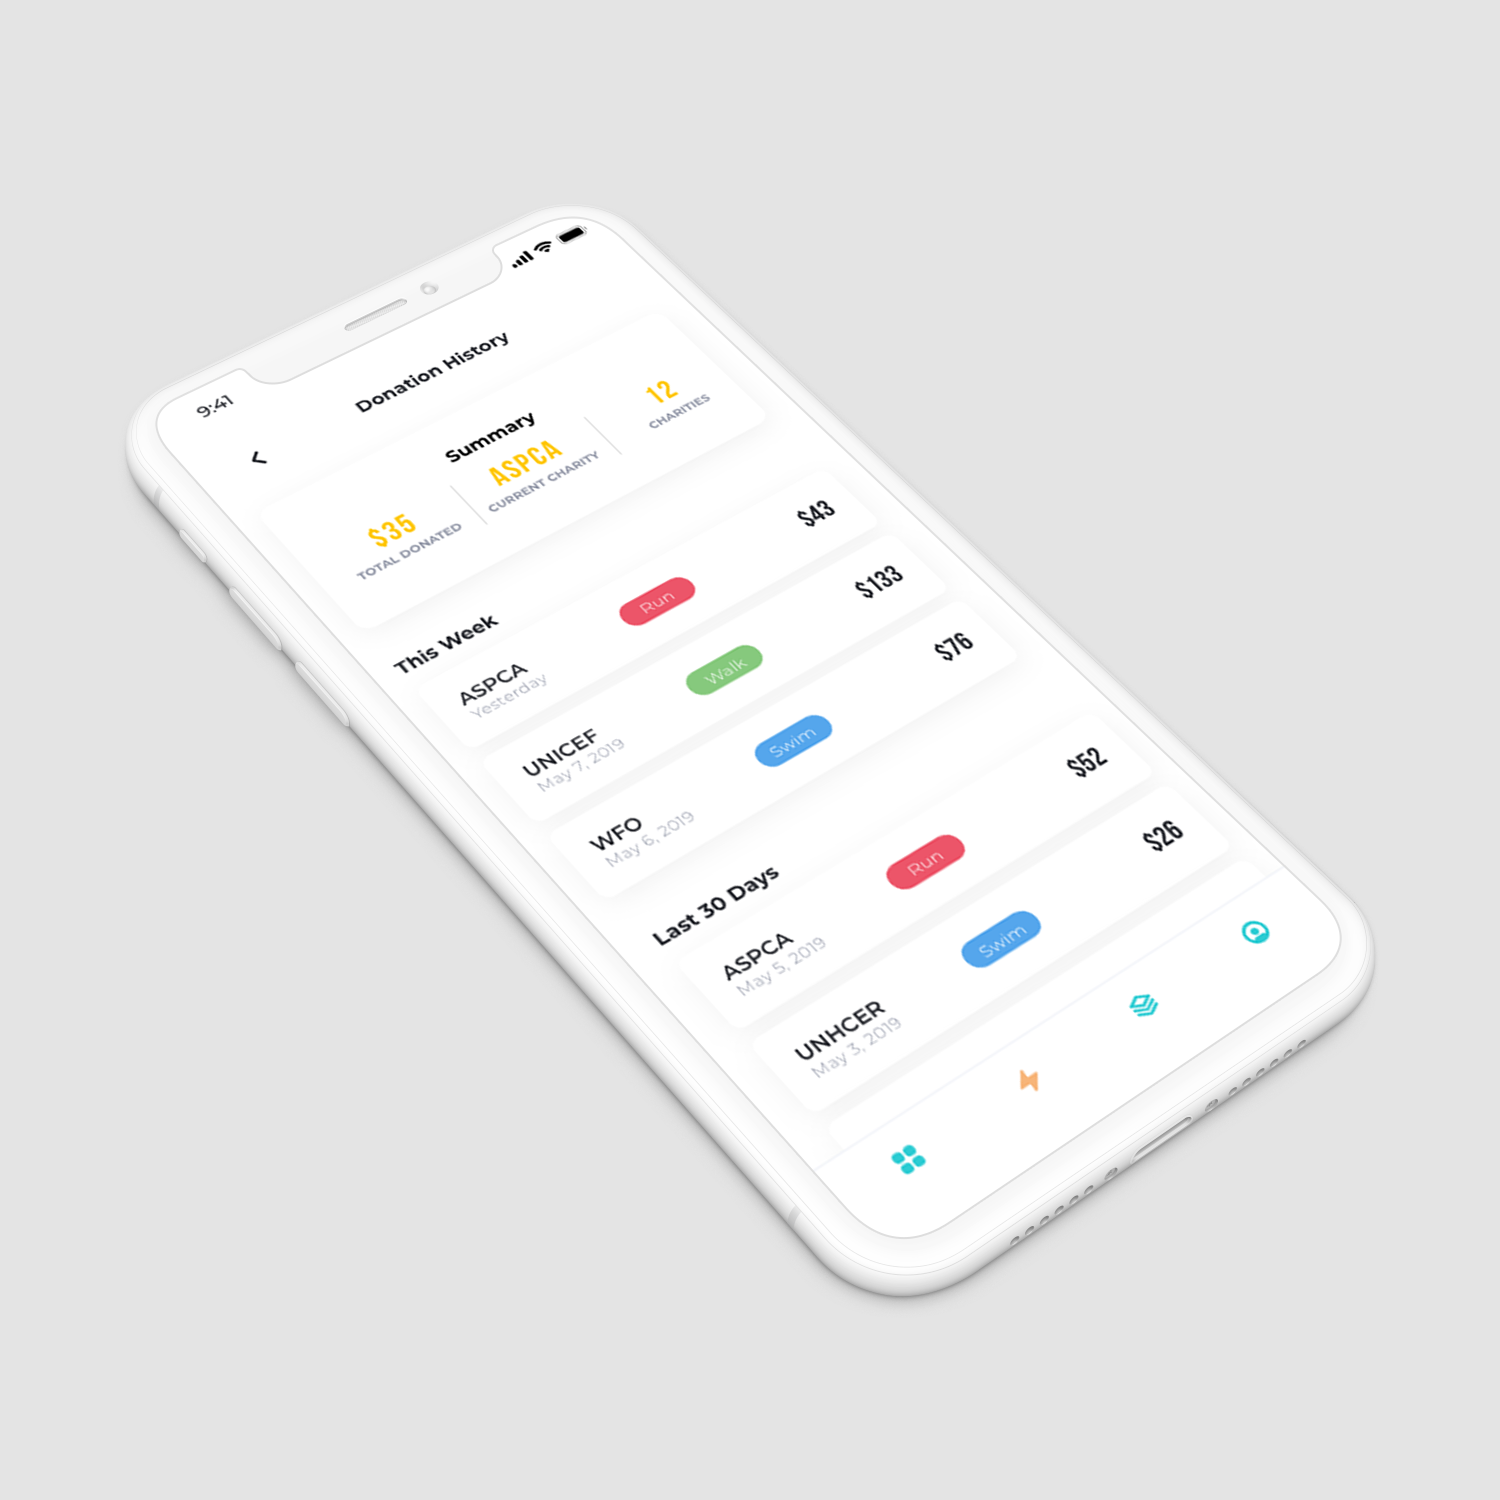 9:41
Donation History
Summary
$35
TOTAL DONATED
ASPCA
CURRENT CHARITY
12
CHARITIES
This Week
ASPCA
Yesterday
Run
$43
UNICEF
May 7, 2019
Walk
$133
WFO
May 6, 2019
Swim
$76
Last 30 Days
ASPCA
May 5, 2019
Run
$52
UNHCER
May 3, 2019
Swim
$26